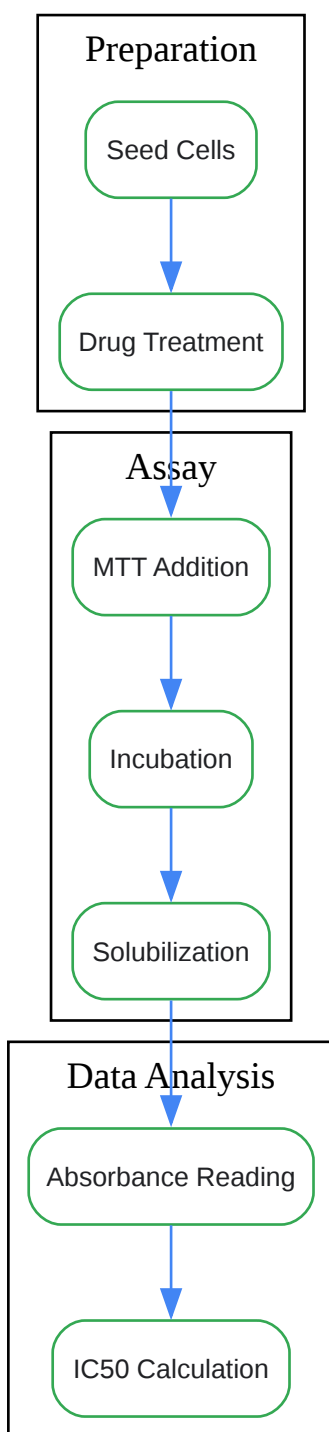 Preparation
Seed Cells
Drug Treatment
Assay
MTT Addition
Incubation
Solubilization
Data Analysis
Absorbance Reading
IC50 Calculation